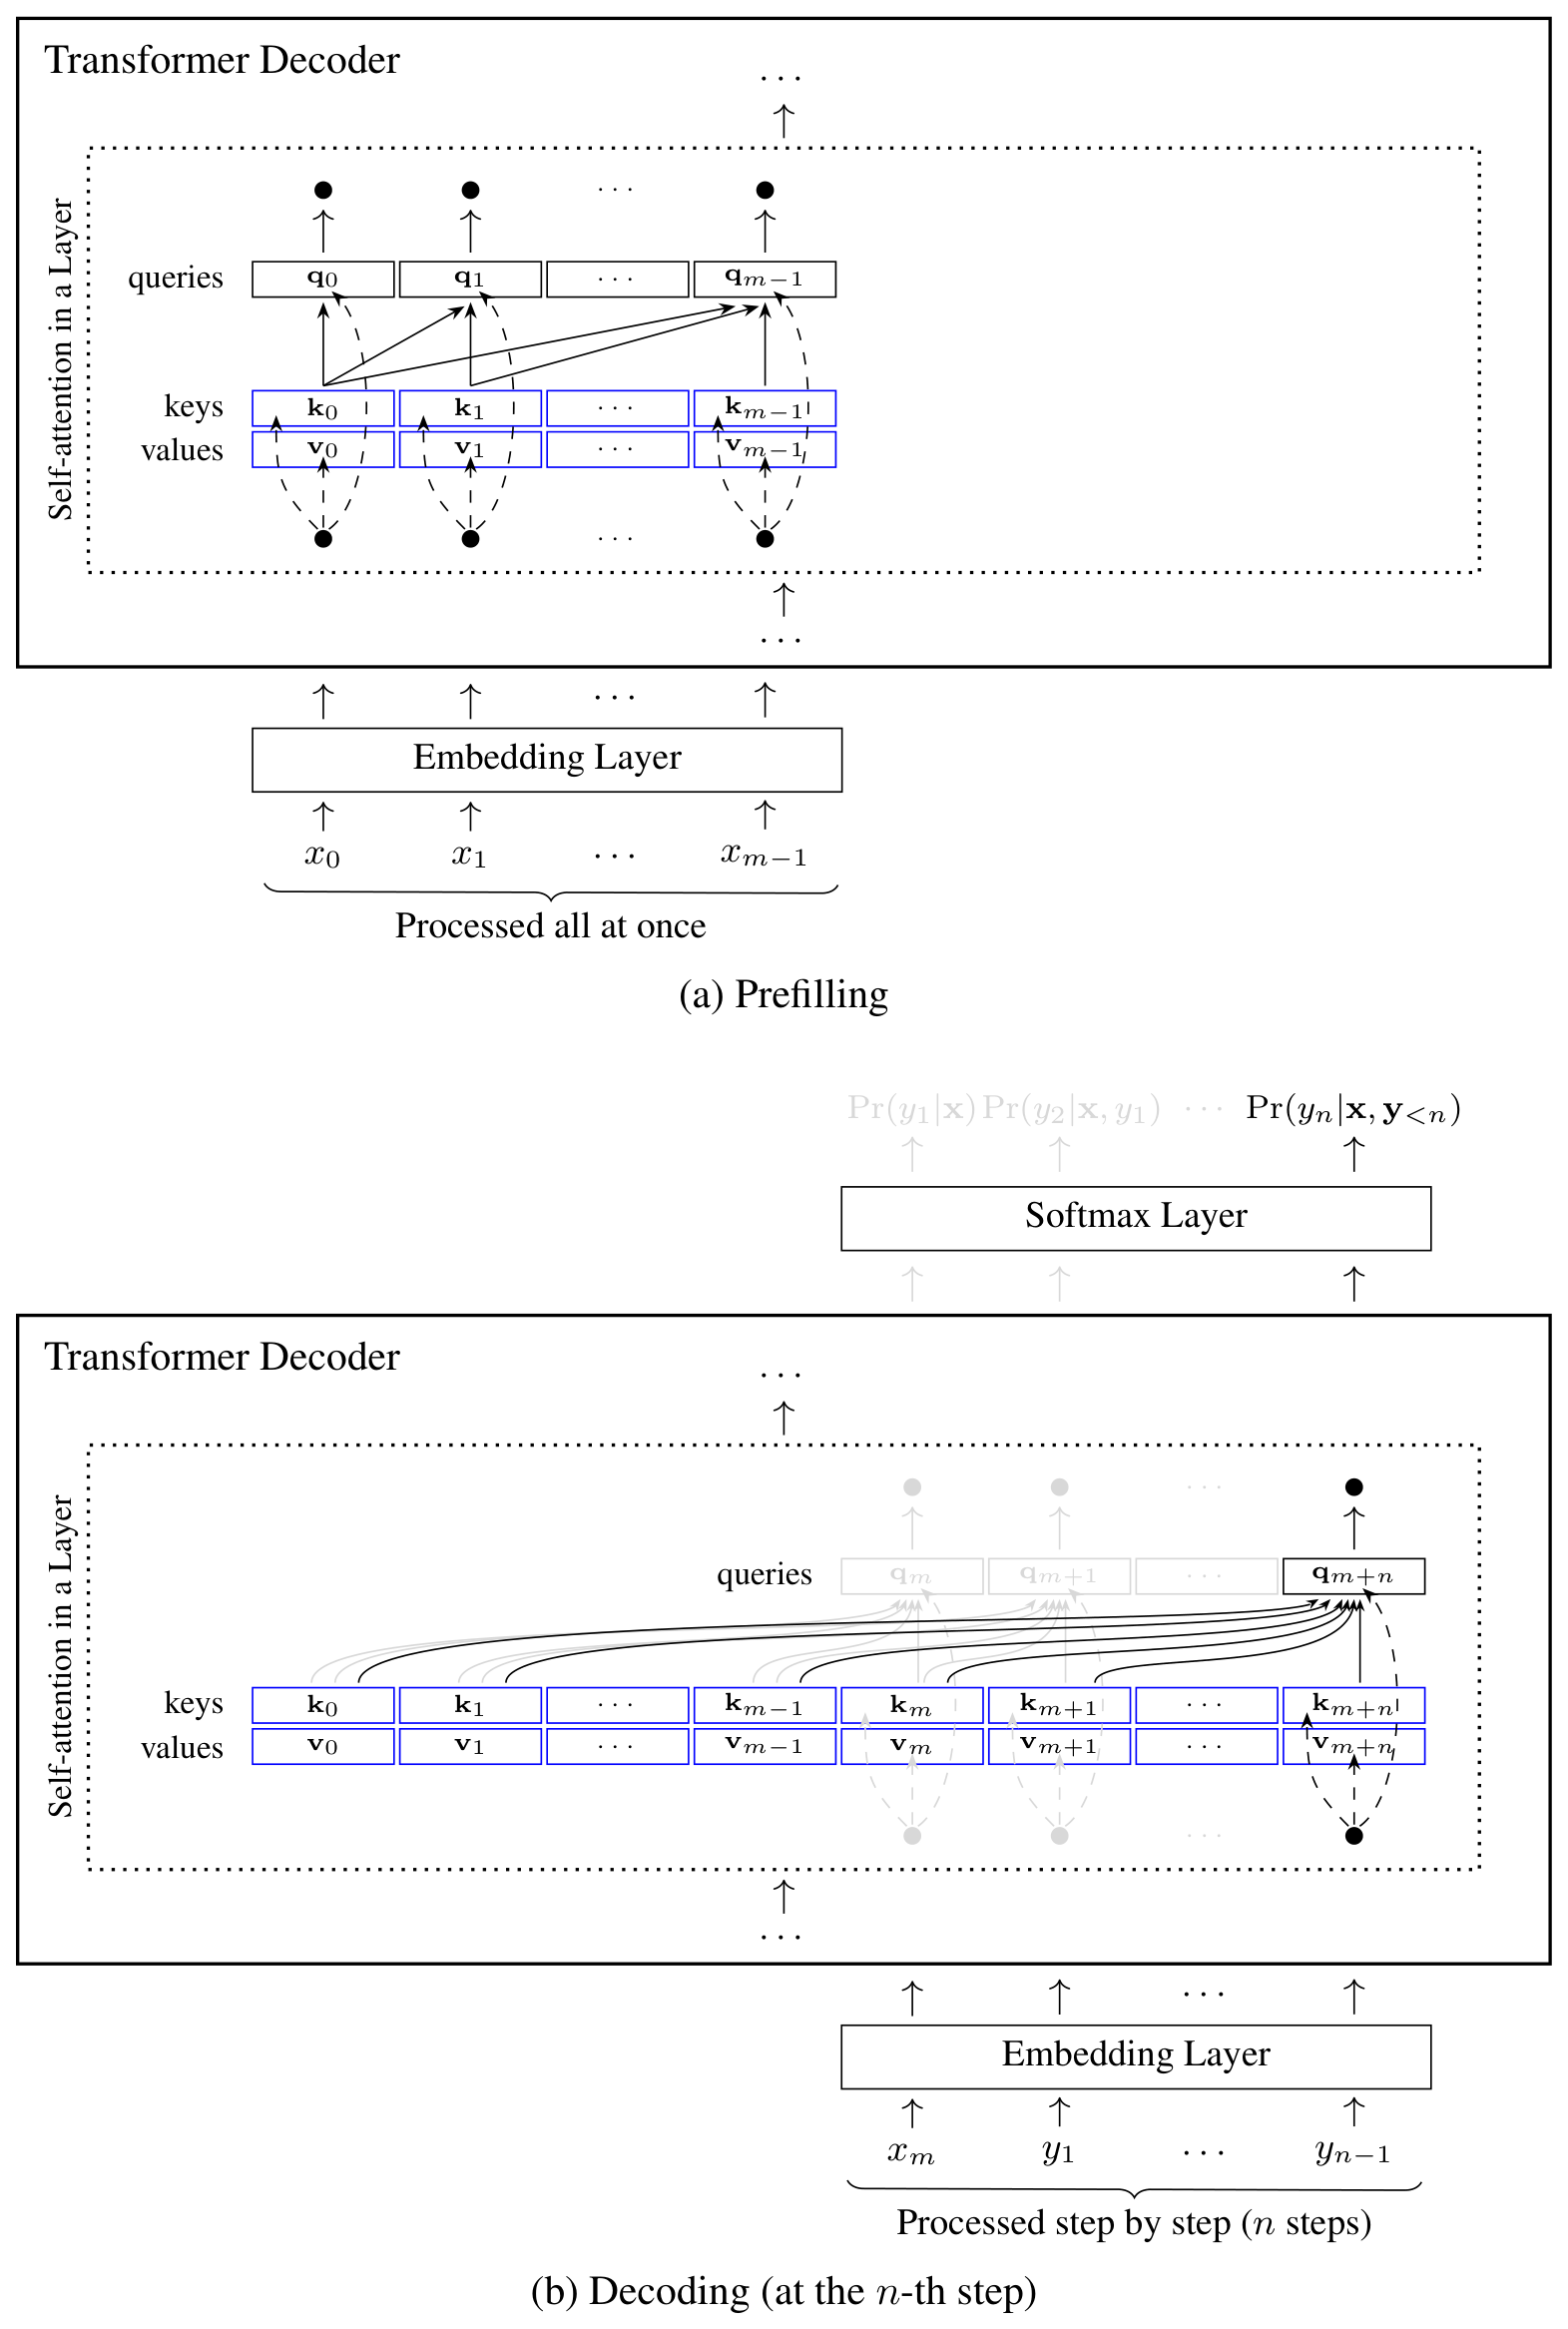 Transformer Decoder
···
Self-attention in a Layer
···
queries q₀ q₁ ··· qₘ₋₁
keys k₀ k₁ ··· kₘ₋₁
values v₀ v₁ ··· vₘ₋₁
···
···
···
Embedding Layer
x₀ x₁ ··· xₘ₋₁
Processed all at once
(a) Prefilling
Pr(y₁|x) Pr(y₂|x, y₁) ··· Pr(yₙ|x, y<ₙ)
Softmax Layer
Transformer Decoder
···
Self-attention in a Layer
···
queries qₘ qₘ₊₁ ··· qₘ₊ₙ
keys k₀ k₁ ··· kₘ₋₁ kₘ kₘ₊₁ ··· kₘ₊ₙ
values v₀ v₁ ··· vₘ₋₁ vₘ vₘ₊₁ ··· vₘ₊ₙ
···
···
···
Embedding Layer
xₘ y₁ ··· yₙ₋₁
Processed step by step (n steps)
(b) Decoding (at the n-th step)